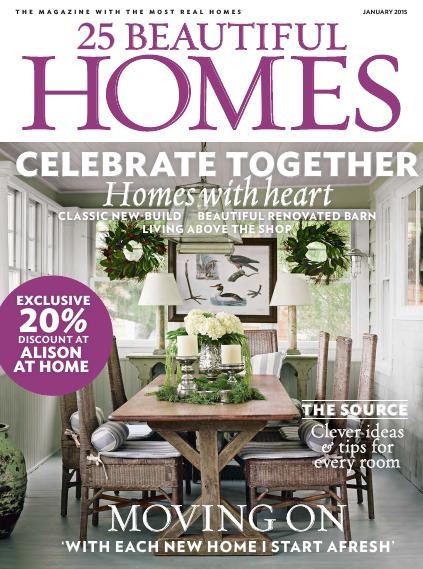 THE MAGAZINE WITH THE MOST REAL HOMES
JANUARY 2015
25 BEAUTIFUL
HOMES
CELEBRATE TOGETHER
Homes with heart
CLASSIC NEW-BUILD BEAUTIFUL RENOVATED BARN
LIVING ABOVE THE SHOP
EXCLUSIVE
20%
DISCOUNT AT
ALISON
AT HOME
THE SOURCE
Clever ideas
& tips for
every room
MOVING ON
‘WITH EACH NEW HOME I START AFRESH’